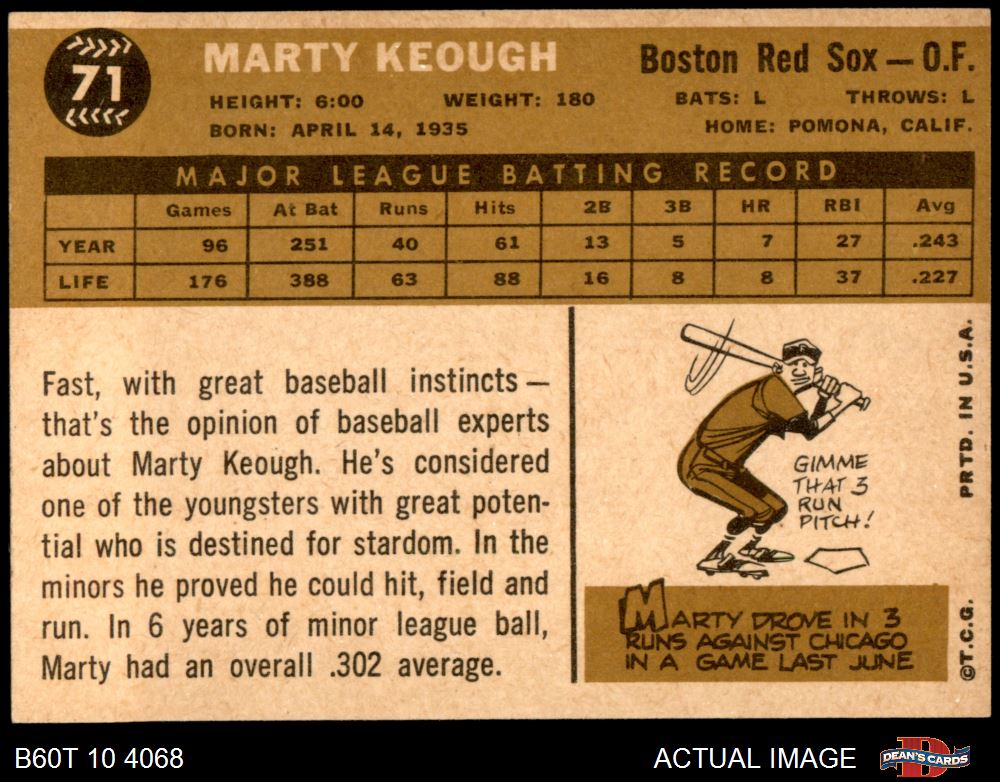 71
MARTY KEOUGH
Boston Red Sox — O.F.
HEIGHT: 6:00 WEIGHT: 180 BATS: L THROWS: L
BORN: APRIL 14, 1935 HOME: POMONA, CALIF.
MAJOR LEAGUE BATTING RECORD
Games At Bat Runs Hits 2B 3B HR RBI Avg
YEAR 96 251 40 61 13 5 7 27 .243
LIFE 176 388 63 88 16 8 8 37 .227
Fast, with great baseball instincts —
that's the opinion of baseball experts
about Marty Keough. He's considered
one of the youngsters with great poten-
tial who is destined for stardom. In the
minors he proved he could hit, field and
run. In 6 years of minor league ball,
Marty had an overall .302 average.
GIMME
THAT 3
RUN
PITCH!
MARTY DROVE IN 3
RUNS AGAINST CHICAGO
IN A GAME LAST JUNE
©T.C.G. PRTD. IN U.S.A.
B60T 10 4068 ACTUAL IMAGE
D
DEAN'S CARDS